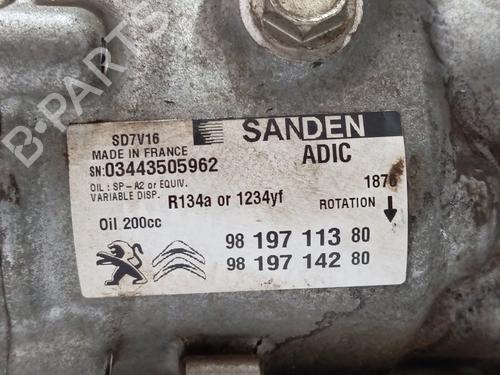 B-PARTS
SD7V16
SANDEN
MADE IN FRANCE
ADIC
SN:03443505962
OIL : SP-A2 or EQUIV.
VARIABLE DISP.
R134a or 1234yf
1876
ROTATION
Oil 200cc
98 197 113 80
98 197 142 80